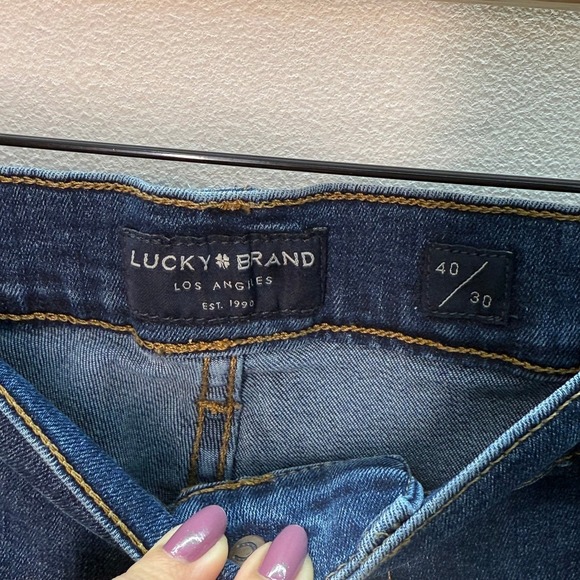 LUCKY BRAND
LOS ANGELES
EST. 1990
40
30